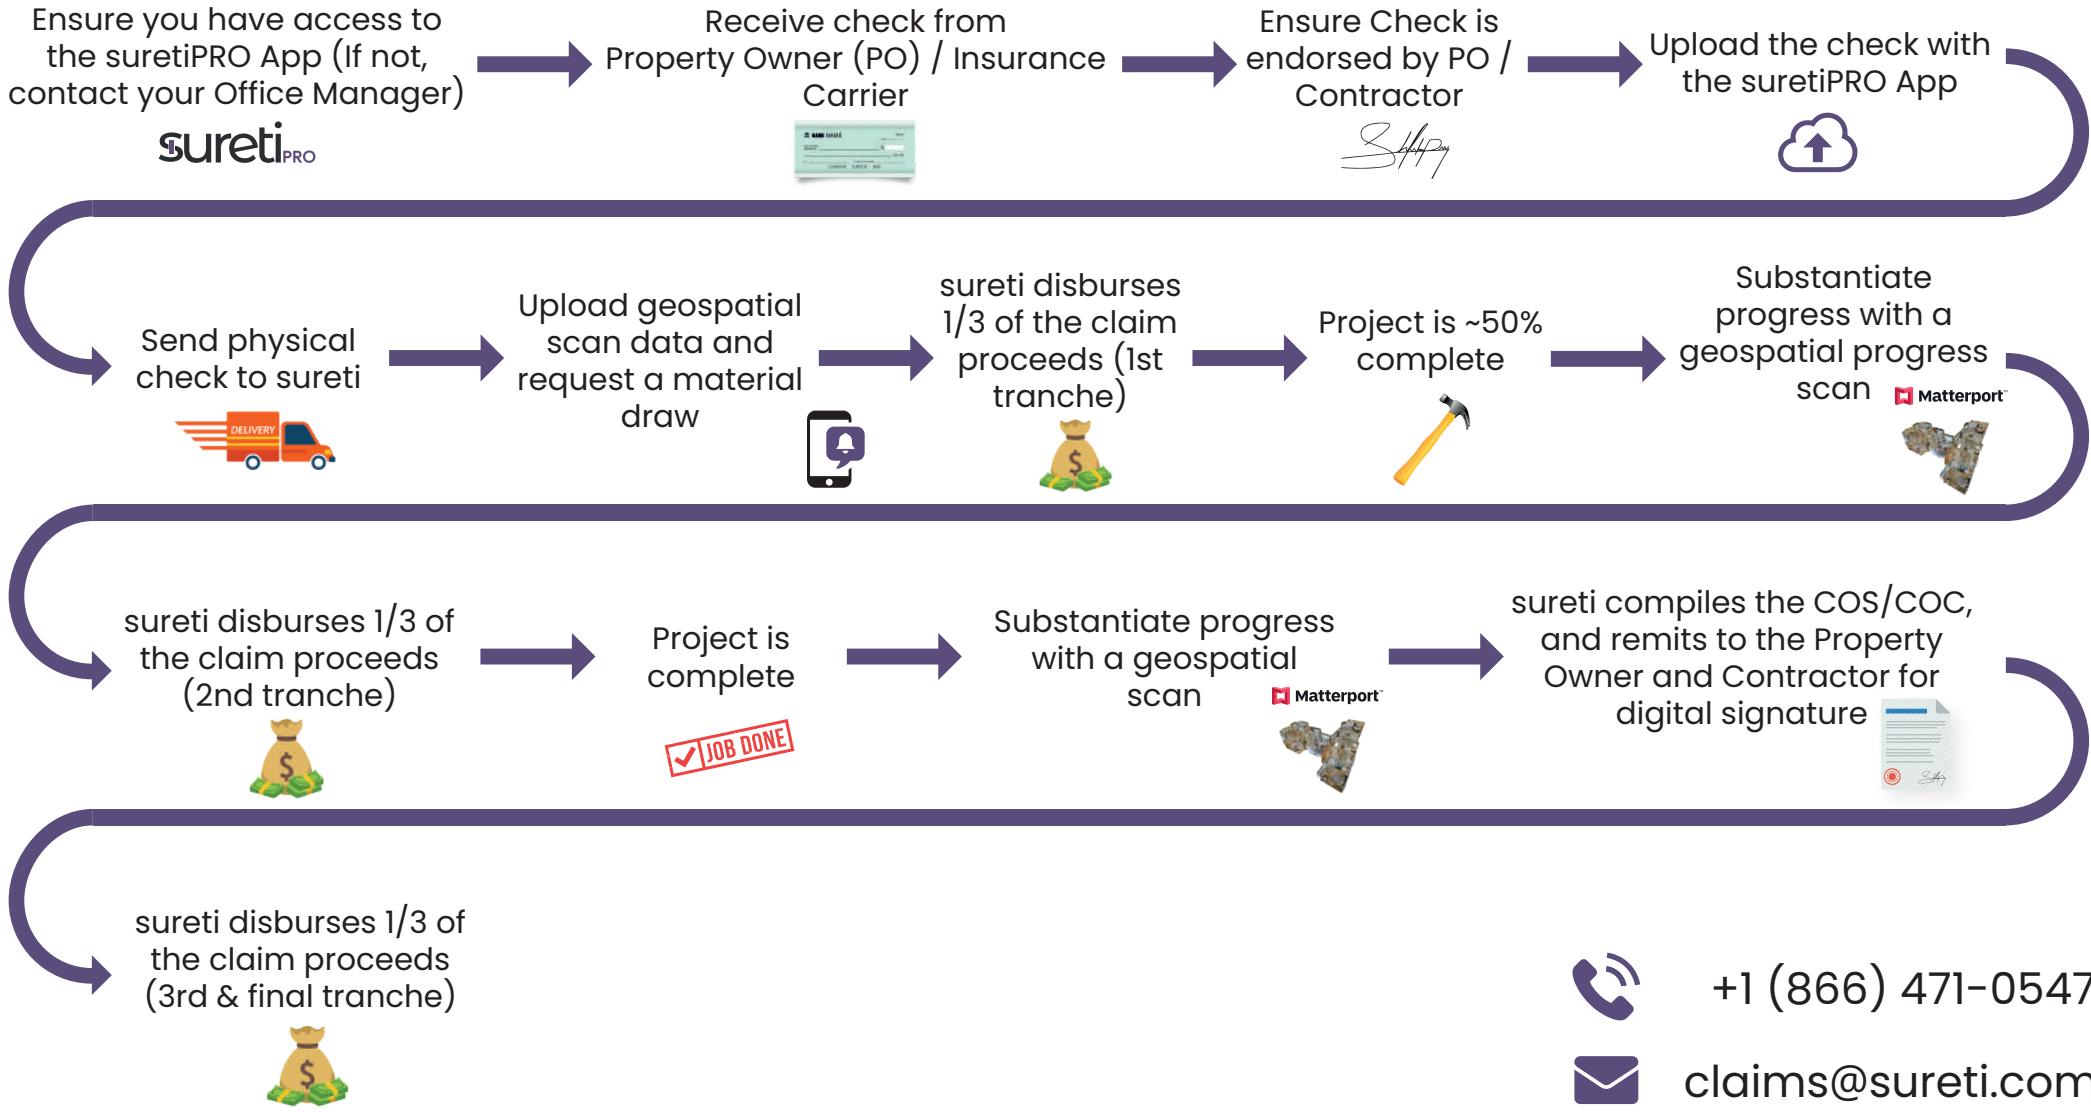 Ensure you have access to
the suretiPRO App (If not,
contact your Office Manager)
suretiPRO
Receive check from
Property Owner (PO) / Insurance
Carrier
BANK NAME
Ensure Check is
endorsed by PO /
Contractor
Upload the check with
the suretiPRO App
Send physical
check to sureti
DELIVERY
Upload geospatial
scan data and
request a material
draw
sureti disburses
1/3 of the claim
proceeds (1st
tranche)
$
Project is ~50%
complete
Substantiate
progress with a
geospatial progress
scan
Matterport™
sureti disburses 1/3 of
the claim proceeds
(2nd tranche)
$
Project is
complete
JOB DONE
Substantiate progress
with a geospatial
scan
Matterport™
sureti compiles the COS/COC,
and remits to the Property
Owner and Contractor for
digital signature
sureti disburses 1/3 of
the claim proceeds
(3rd & final tranche)
$
+1 (866) 471-0547
claims@sureti.com